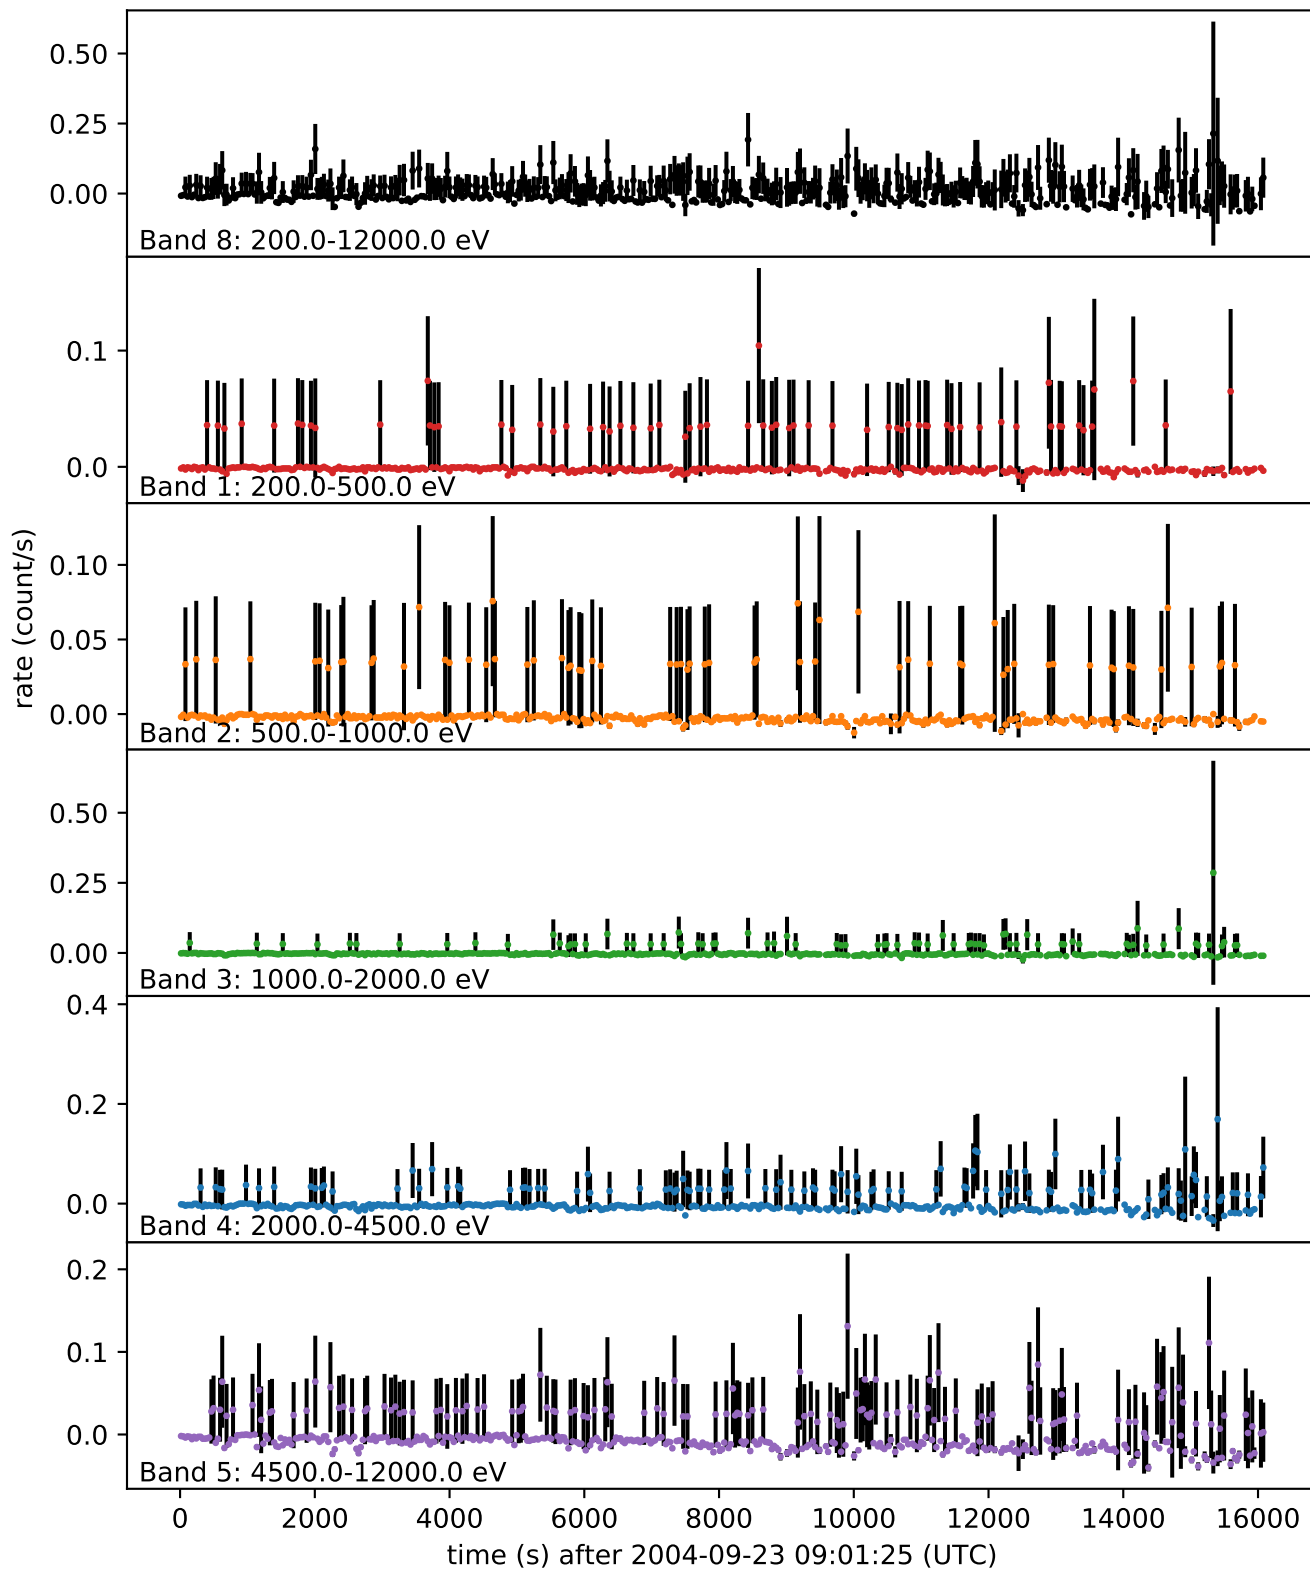 0.50
0.25
0.00
Band 8: 200.0-12000.0 eV
0.1
0.0
Band 1: 200.0-500.0 eV
rate (count/s)
0.10
0.05
0.00
Band 2: 500.0-1000.0 eV
0.50
0.25
0.00
Band 3: 1000.0-2000.0 eV
0.4
0.2
0.0
Band 4: 2000.0-4500.0 eV
0.2
0.1
0.0
Band 5: 4500.0-12000.0 eV
0 2000 4000 6000 8000 10000 12000 14000 16000
time (s) after 2004-09-23 09:01:25 (UTC)